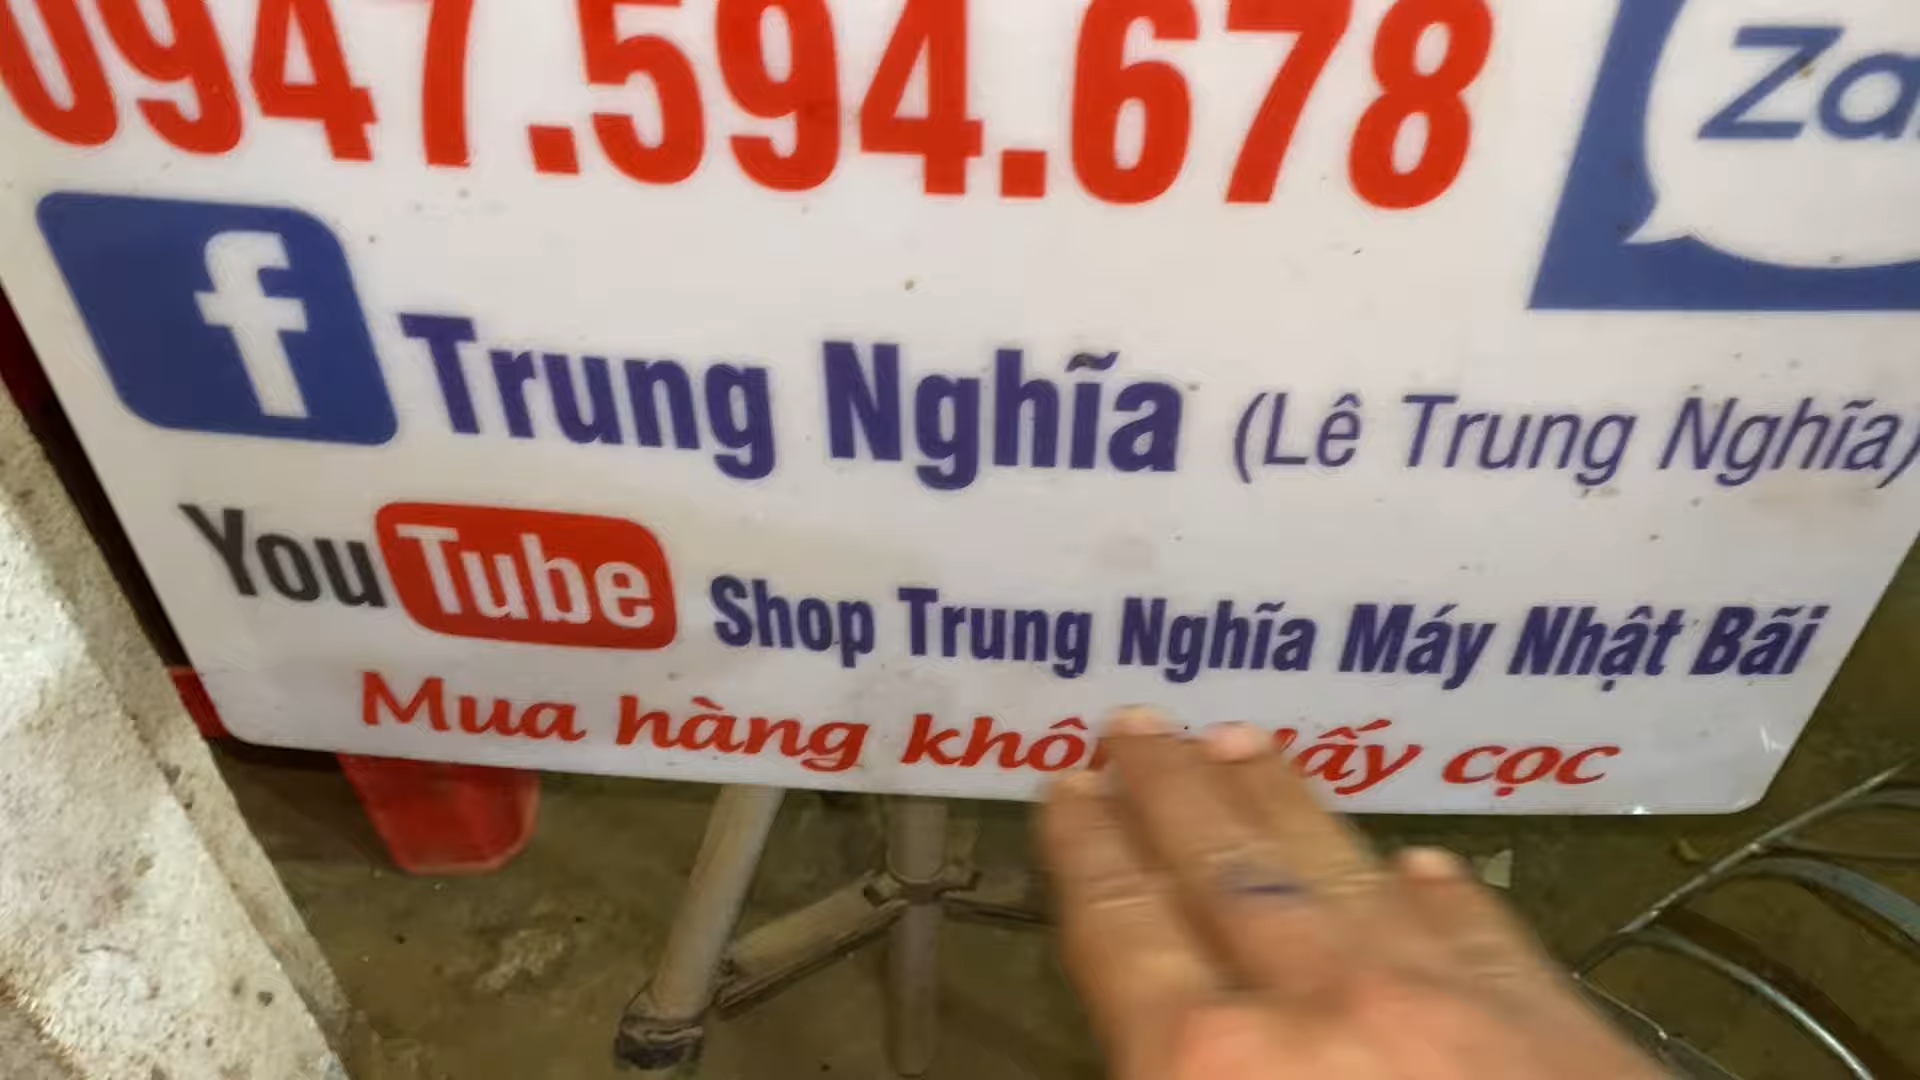 0947.594.678
Za
f Trung Nghĩa (Lê Trung Nghĩa)
YouTube Shop Trung Nghĩa Máy Nhật Bãi
Mua hàng lấy cọc